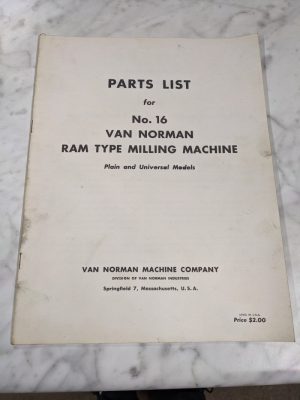 PARTS LIST
for
No. 16
VAN NORMAN
RAM TYPE MILLING MACHINE
Plain and Universal Models
VAN NORMAN MACHINE COMPANY
DIVISION OF VAN NORMAN INDUSTRIES
Springfield 7, Massachusetts, U. S. A.
Price $2.00